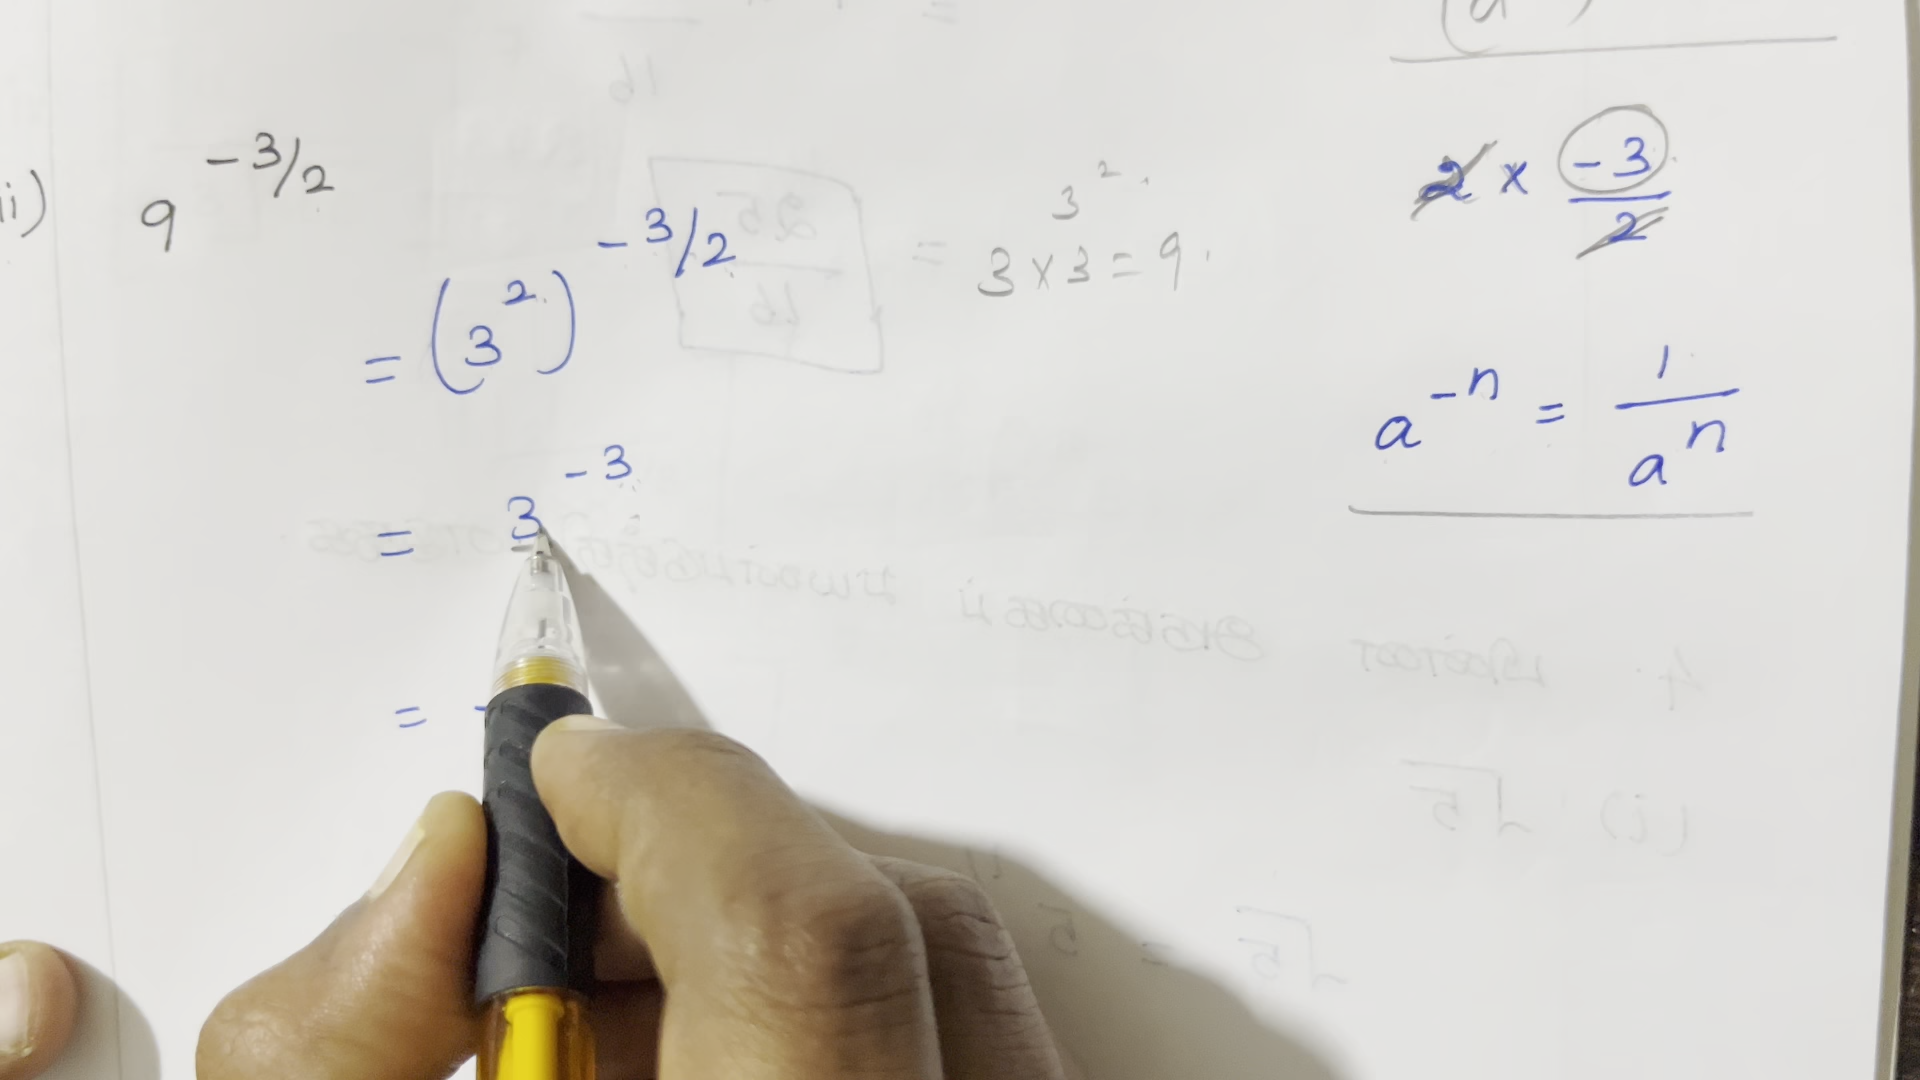 ii) 9^{-3/2}
= (3^2)^{-3/2}
= 3^{-3}
=
3^2
3 x 3 = 9.
2 x -3/2
a^{-n} = 1/a^n